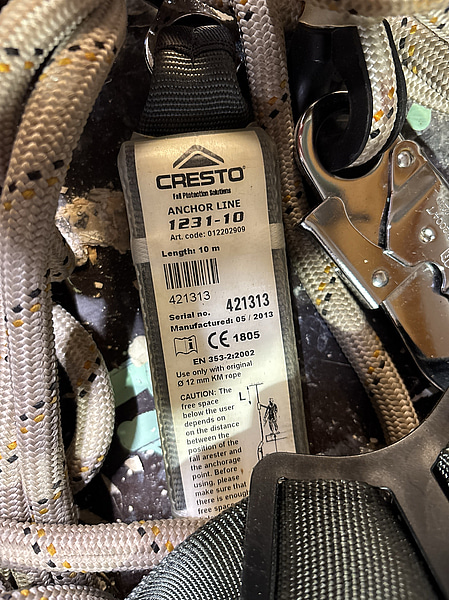 CRESTO
Fall Protection Solutions
ANCHOR LINE
1231-10
Art. code: 012202909
Length: 10 m
421313
Serial no. 421313
Manufactured: 05 / 2013
i CE 1805
EN 353-2:2002
Use only with original
Ø 12 mm KM rope
CAUTION: The
free space
below the user
depends on
on the distance
between the
position of the
fall arester and
the anchorage
point. Before
using, please
make sure that
there is enough
free space
L